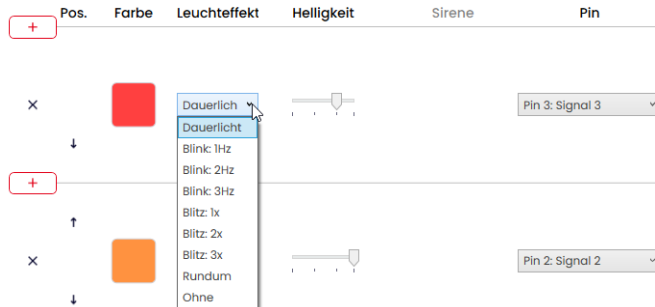 Pos. Farbe Leuchteffekt Helligkeit Sirene Pin
+
× Dauerlich Pin 3: Signal 3
Dauerlicht
↓
Blink: 1Hz
Blink: 2Hz
+
Blink: 3Hz
Blitz: 1x
↑
Blitz: 2x
× Blitz: 3x Pin 2: Signal 2
Rundum
↓
Ohne